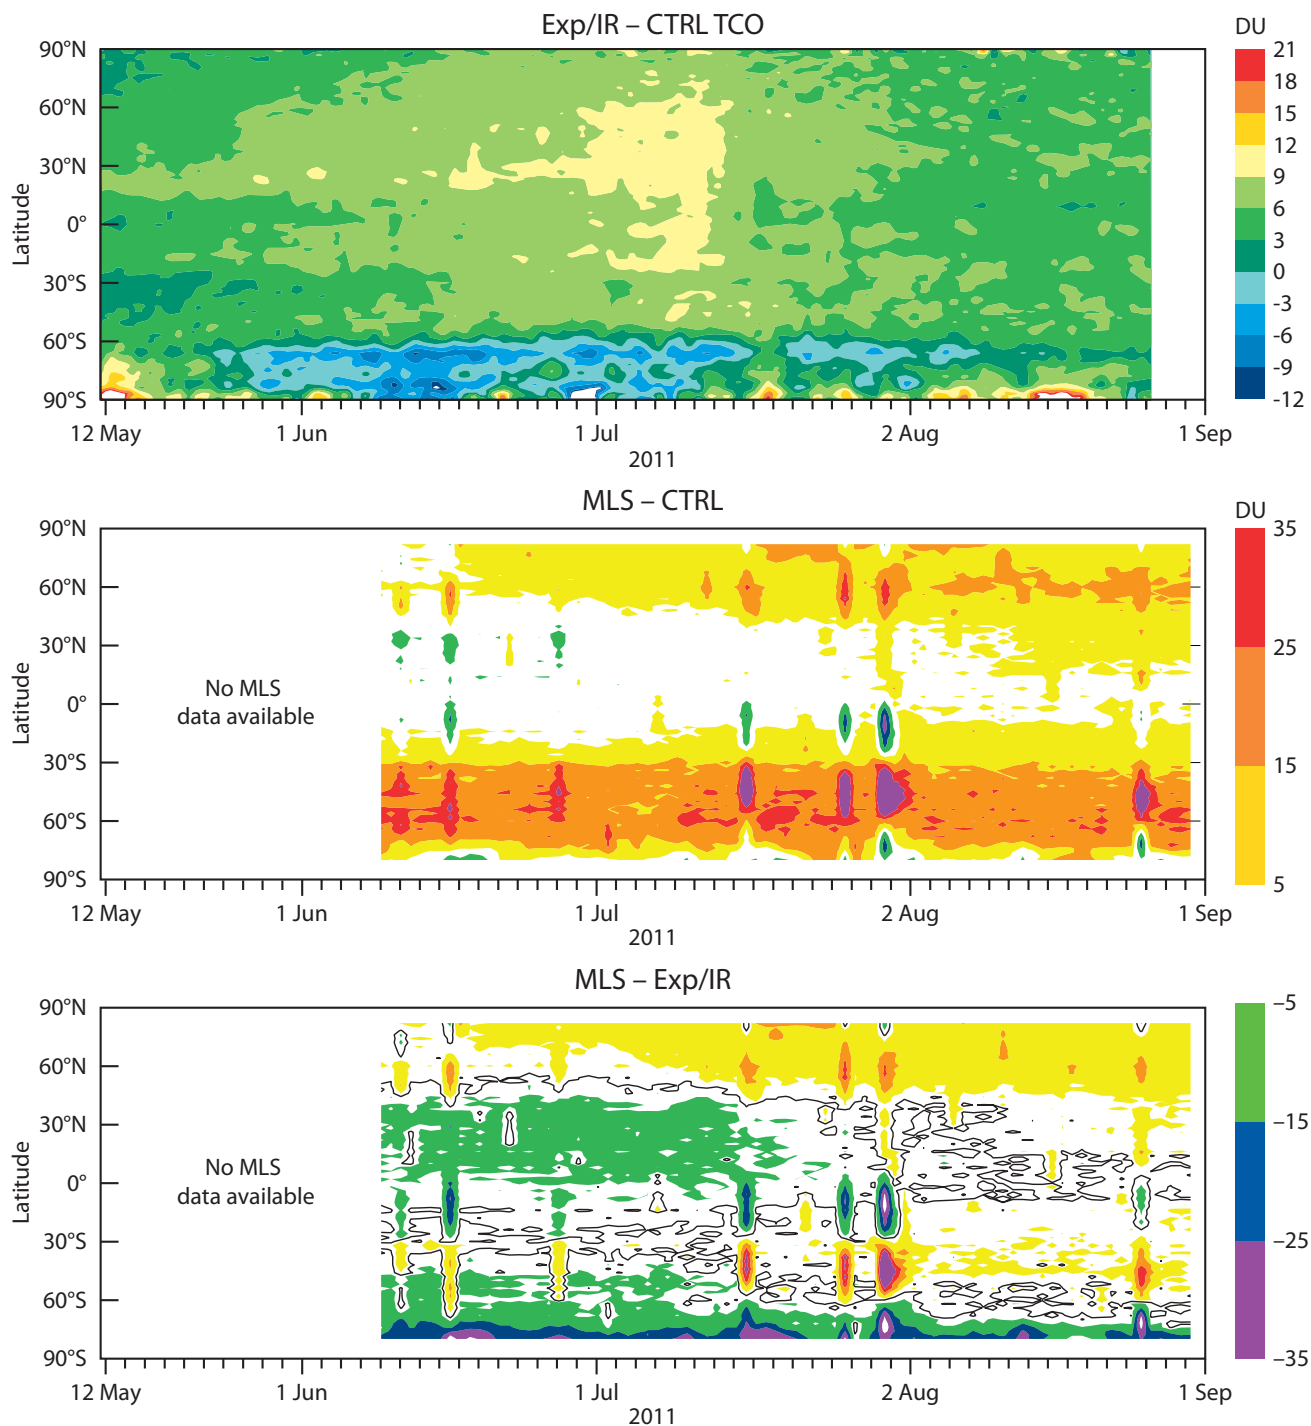 Exp/IR – CTRL TCO
DU
90°N
60°N
30°N
0°
30°S
60°S
90°S
Latitude
21
18
15
12
9
6
3
0
-3
-6
-9
-12
12 May
1 Jun
1 Jul
2 Aug
1 Sep
2011
MLS – CTRL
DU
90°N
60°N
30°N
0°
30°S
60°S
90°S
Latitude
No MLS
data available
35
25
15
5
12 May
1 Jun
1 Jul
2 Aug
1 Sep
2011
MLS – Exp/IR
90°N
60°N
30°N
0°
30°S
60°S
90°S
Latitude
No MLS
data available
–5
–15
–25
–35
12 May
1 Jun
1 Jul
2 Aug
1 Sep
2011